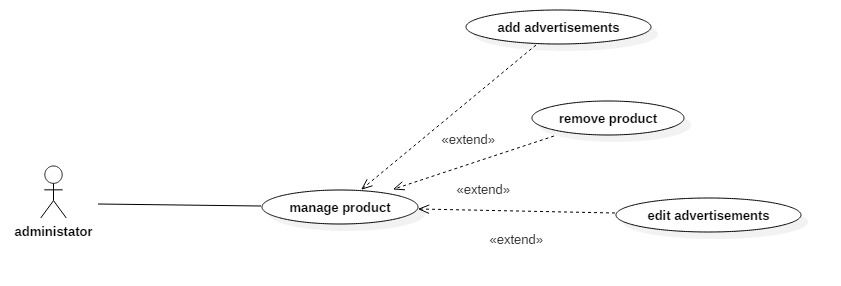 add advertisements
remove product
«extend»
«extend»
manage product
edit advertisements
administator
«extend»